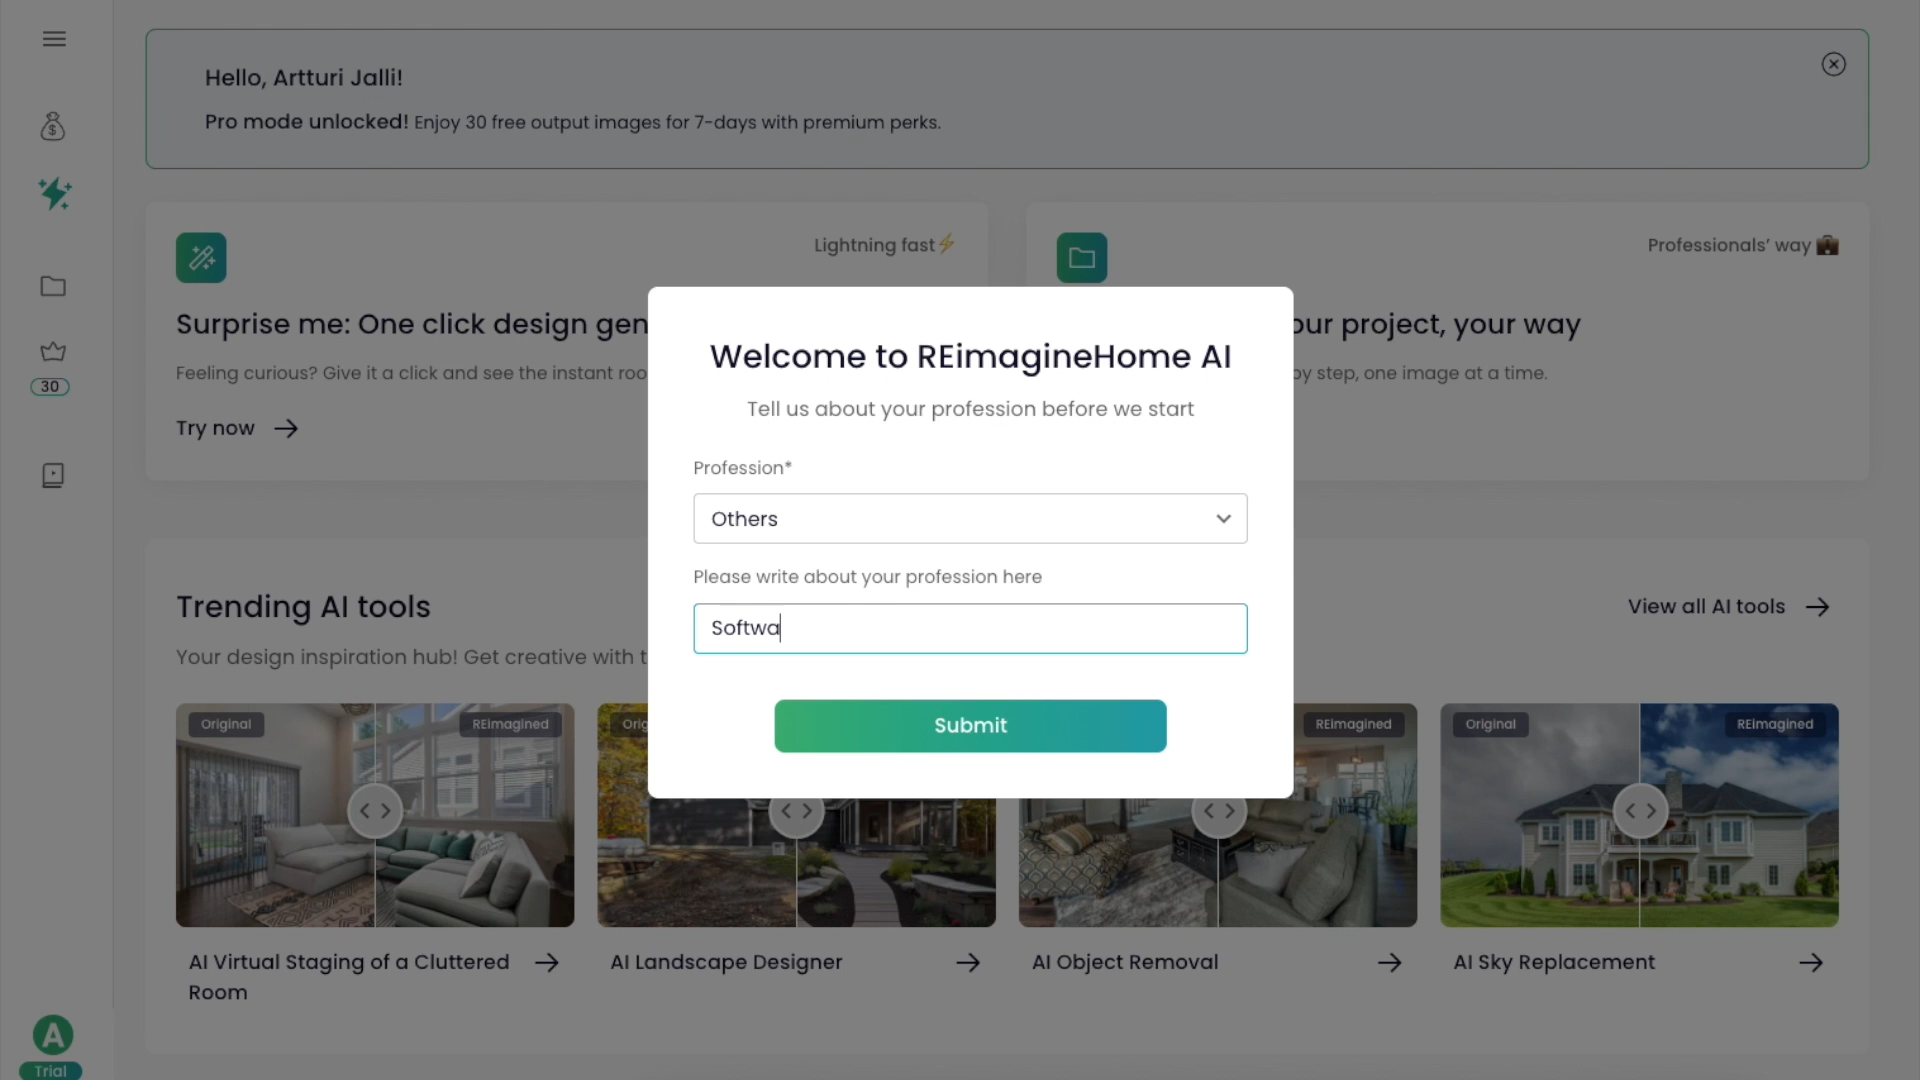 Hello, Artturi Jalli!
Pro mode unlocked! Enjoy 30 free output images for 7-days with premium perks.
Lightning fast⚡
Professionals’ way 💼
Surprise me: One click design gen
our project, your way
Feeling curious? Give it a click and see the instant roo
by step, one image at a time.
30
Try now
Welcome to REimagineHome AI
Tell us about your profession before we start
Profession*
Others
Please write about your profession here
Softwa
Submit
Trending AI tools
View all AI tools
Your design inspiration hub! Get creative with t
Original
REimagined
Orig
REimagined
Original
REimagined
AI Virtual Staging of a Cluttered
Room
AI Landscape Designer
AI Object Removal
AI Sky Replacement
A
Trial